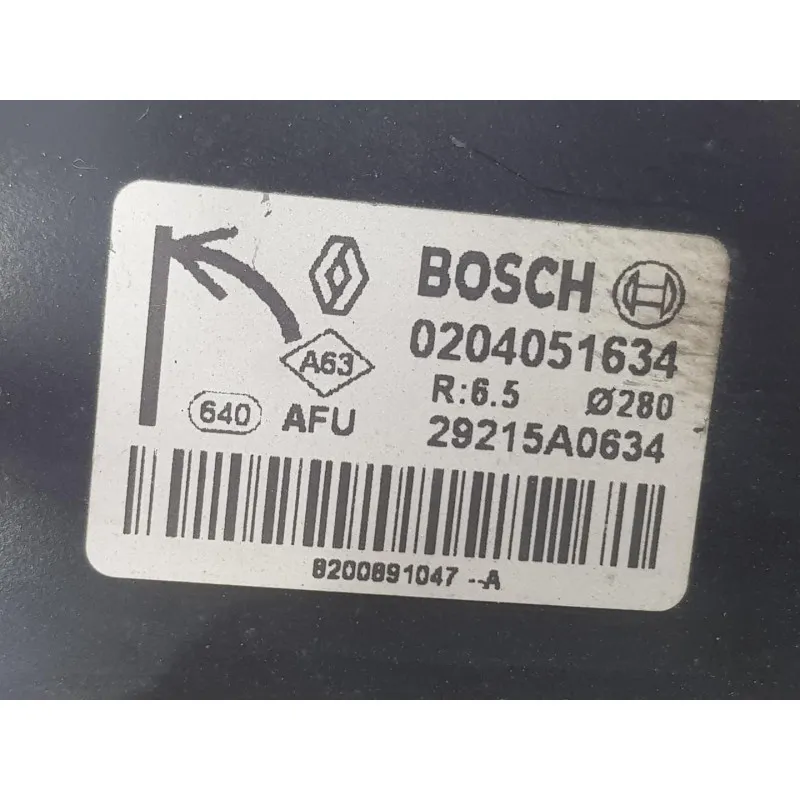 BOSCH
0204051634
A63
R:6.5 Ø280
640 AFU 29215A0634
8200891047--A